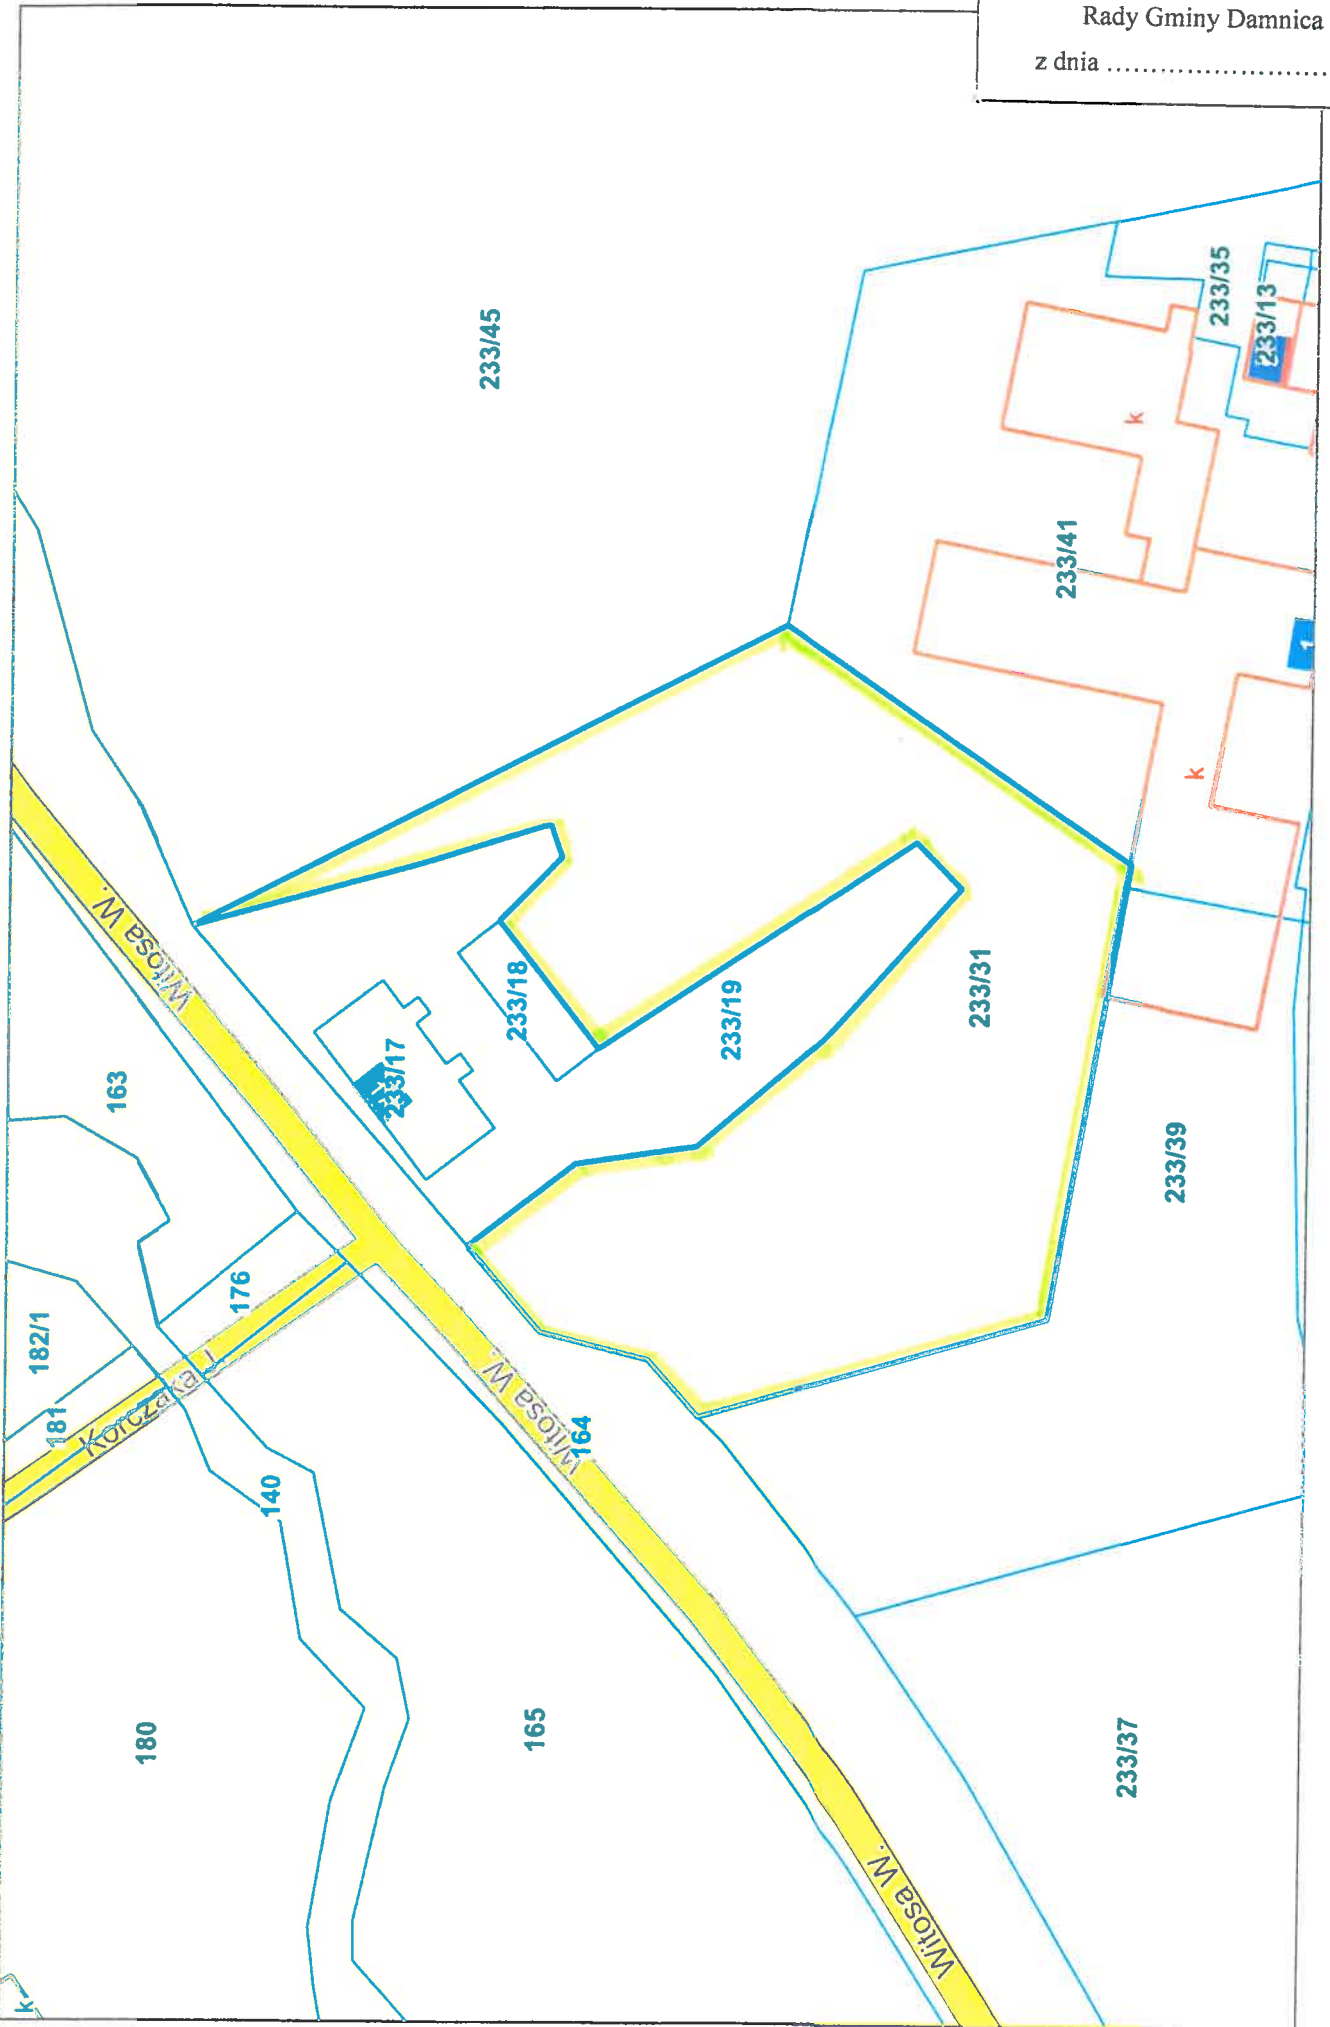 Rady Gminy Damnica
z dnia ..............................
233/45
233/35
233/13
k
233/41
1
k
Witosa W.
233/18
233/19
233/31
233/17
163
233/39
176
182/1
181
Korczaka J.
Witosa W.
164
140
180
165
233/37
Witosa W.
k